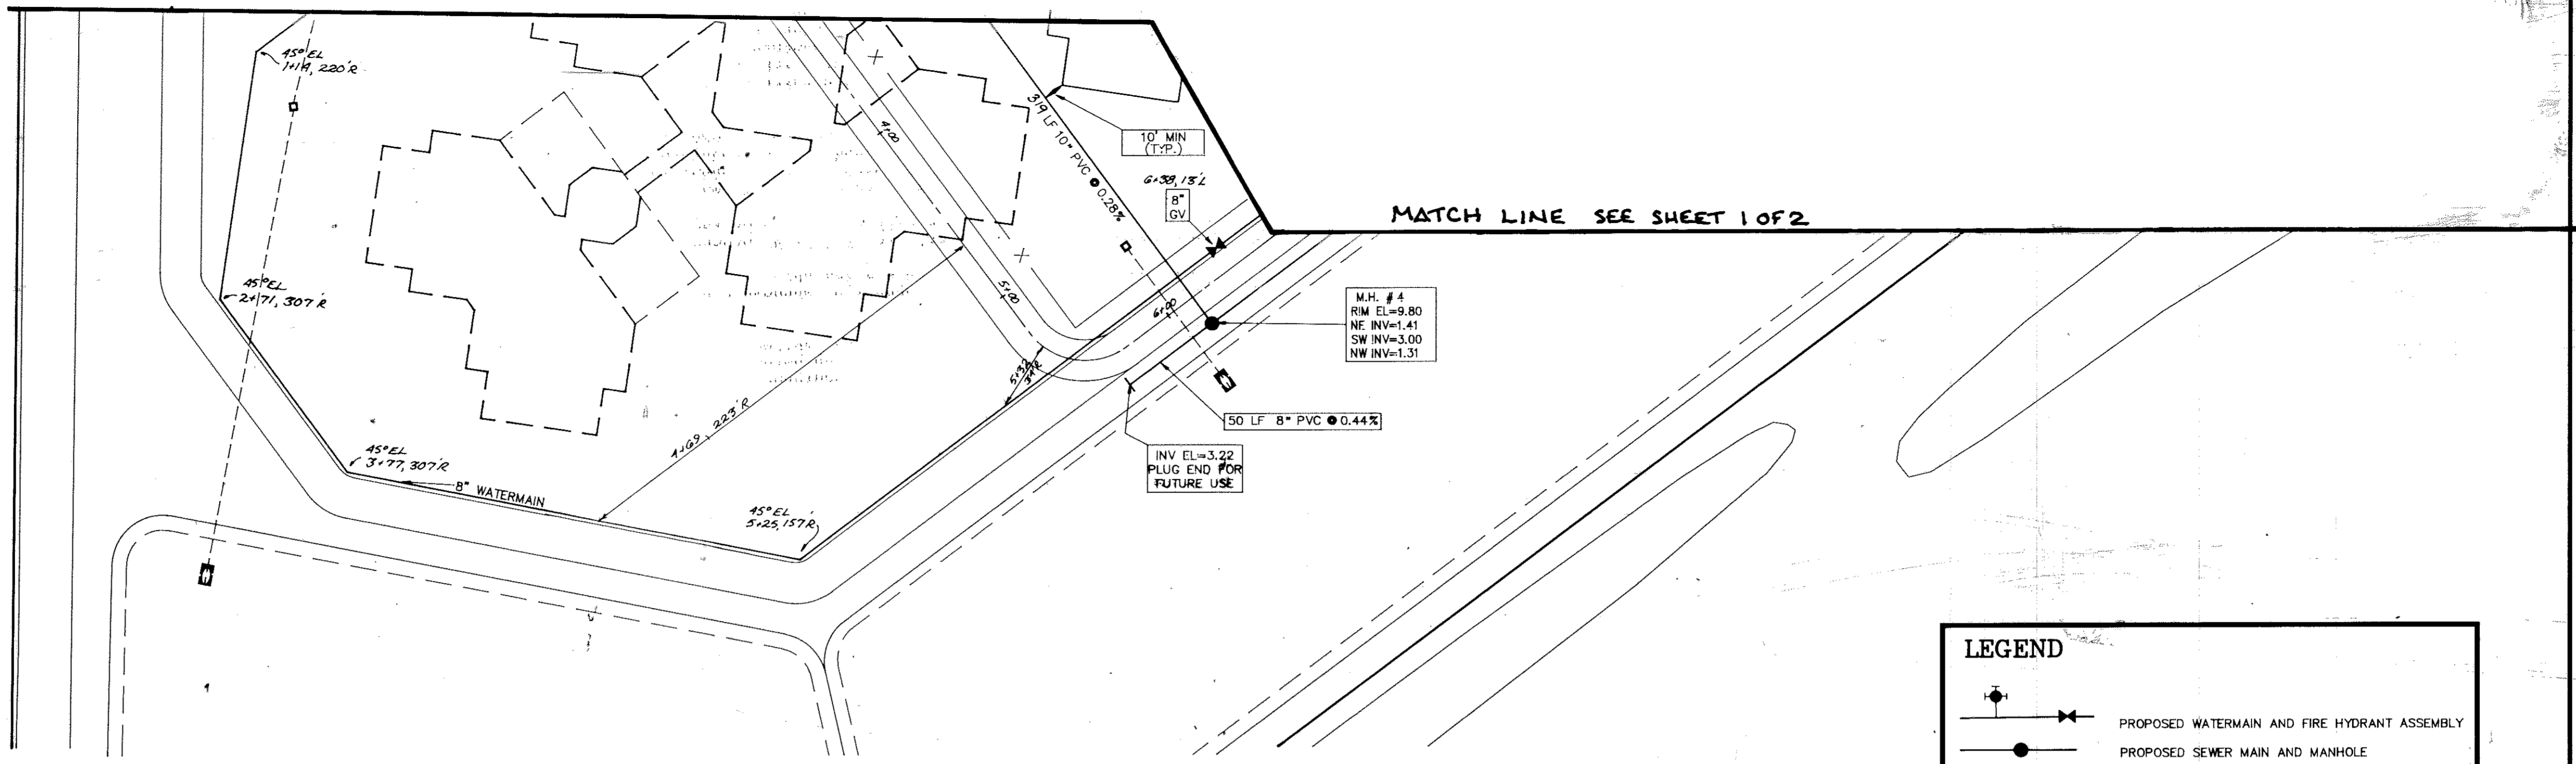 45° EL
1+19, 220'R
4+00
319 LF 10" PVC @ 0.28%
10' MIN
(TYP.)
6+38, 13'L
8"
GV
MATCH LINE SEE SHEET 1 OF 2
45° EL
2+71, 307'R
5+00
6+00
M.H. #4
RIM EL=9.80
NE INV=1.41
SW INV=3.00
NW INV=1.31
34'R
223'R
50 LF 8" PVC @ 0.44%
45° EL
3+77, 307'R
INV EL=3.22
PLUG END FOR
FUTURE USE
8" WATERMAIN
45° EL
5+25, 157'R
LEGEND
PROPOSED WATERMAIN AND FIRE HYDRANT ASSEMBLY
PROPOSED SEWER MAIN AND MANHOLE